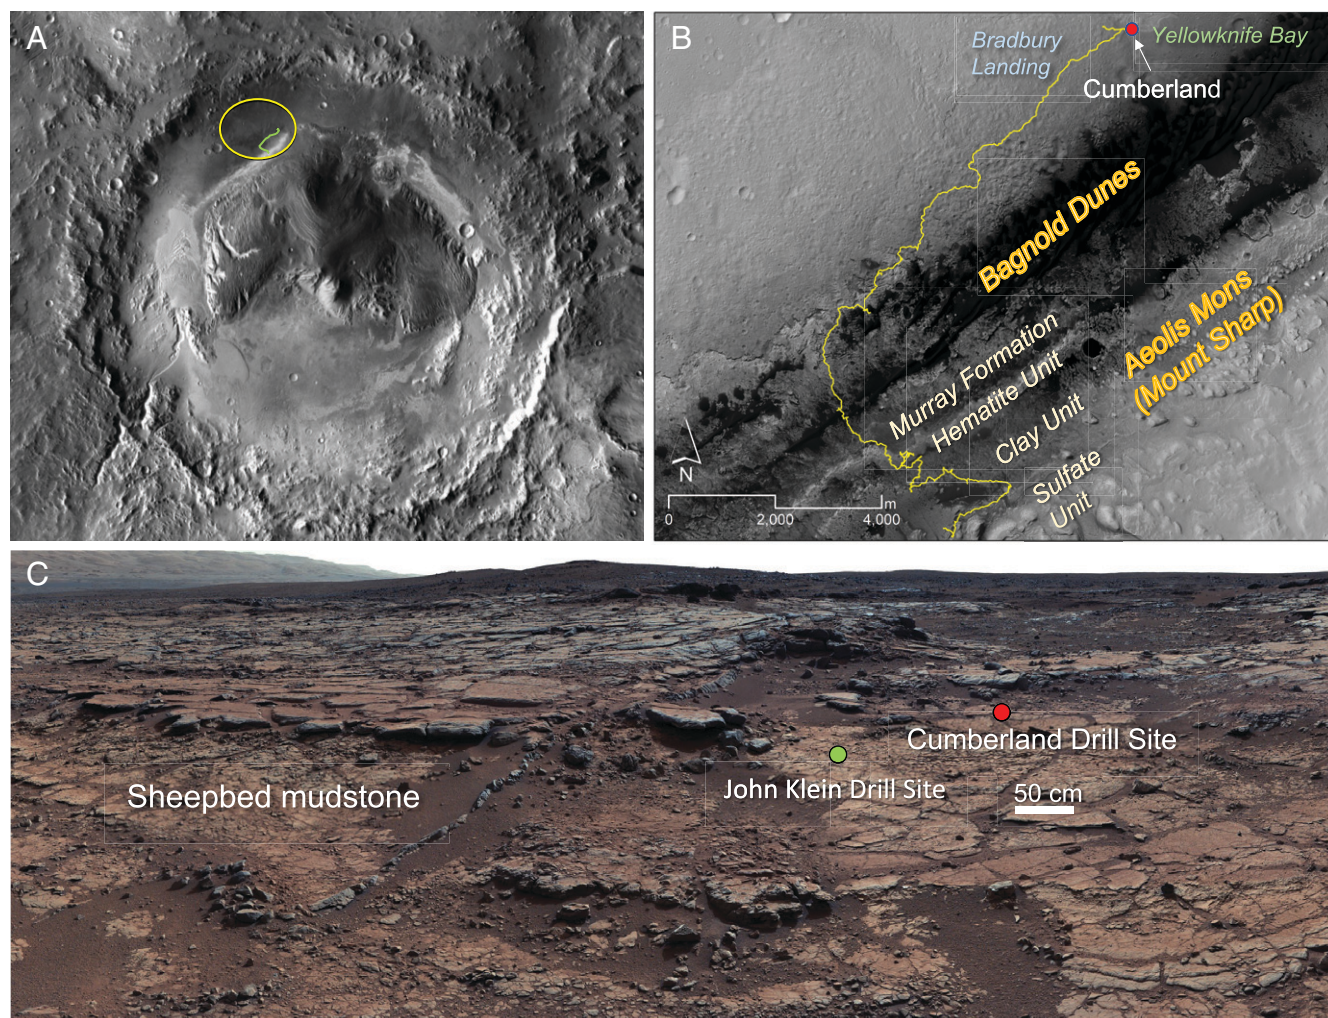 A
B
Bradbury
Landing
Yellowknife Bay
Cumberland
Bagnold Dunes
Aeolis Mons
(Mount Sharp)
Murray Formation
Hematite Unit
Clay Unit
Sulfate
Unit
N
m
0
2,000
4,000
C
Cumberland Drill Site
John Klein Drill Site
50 cm
Sheepbed mudstone